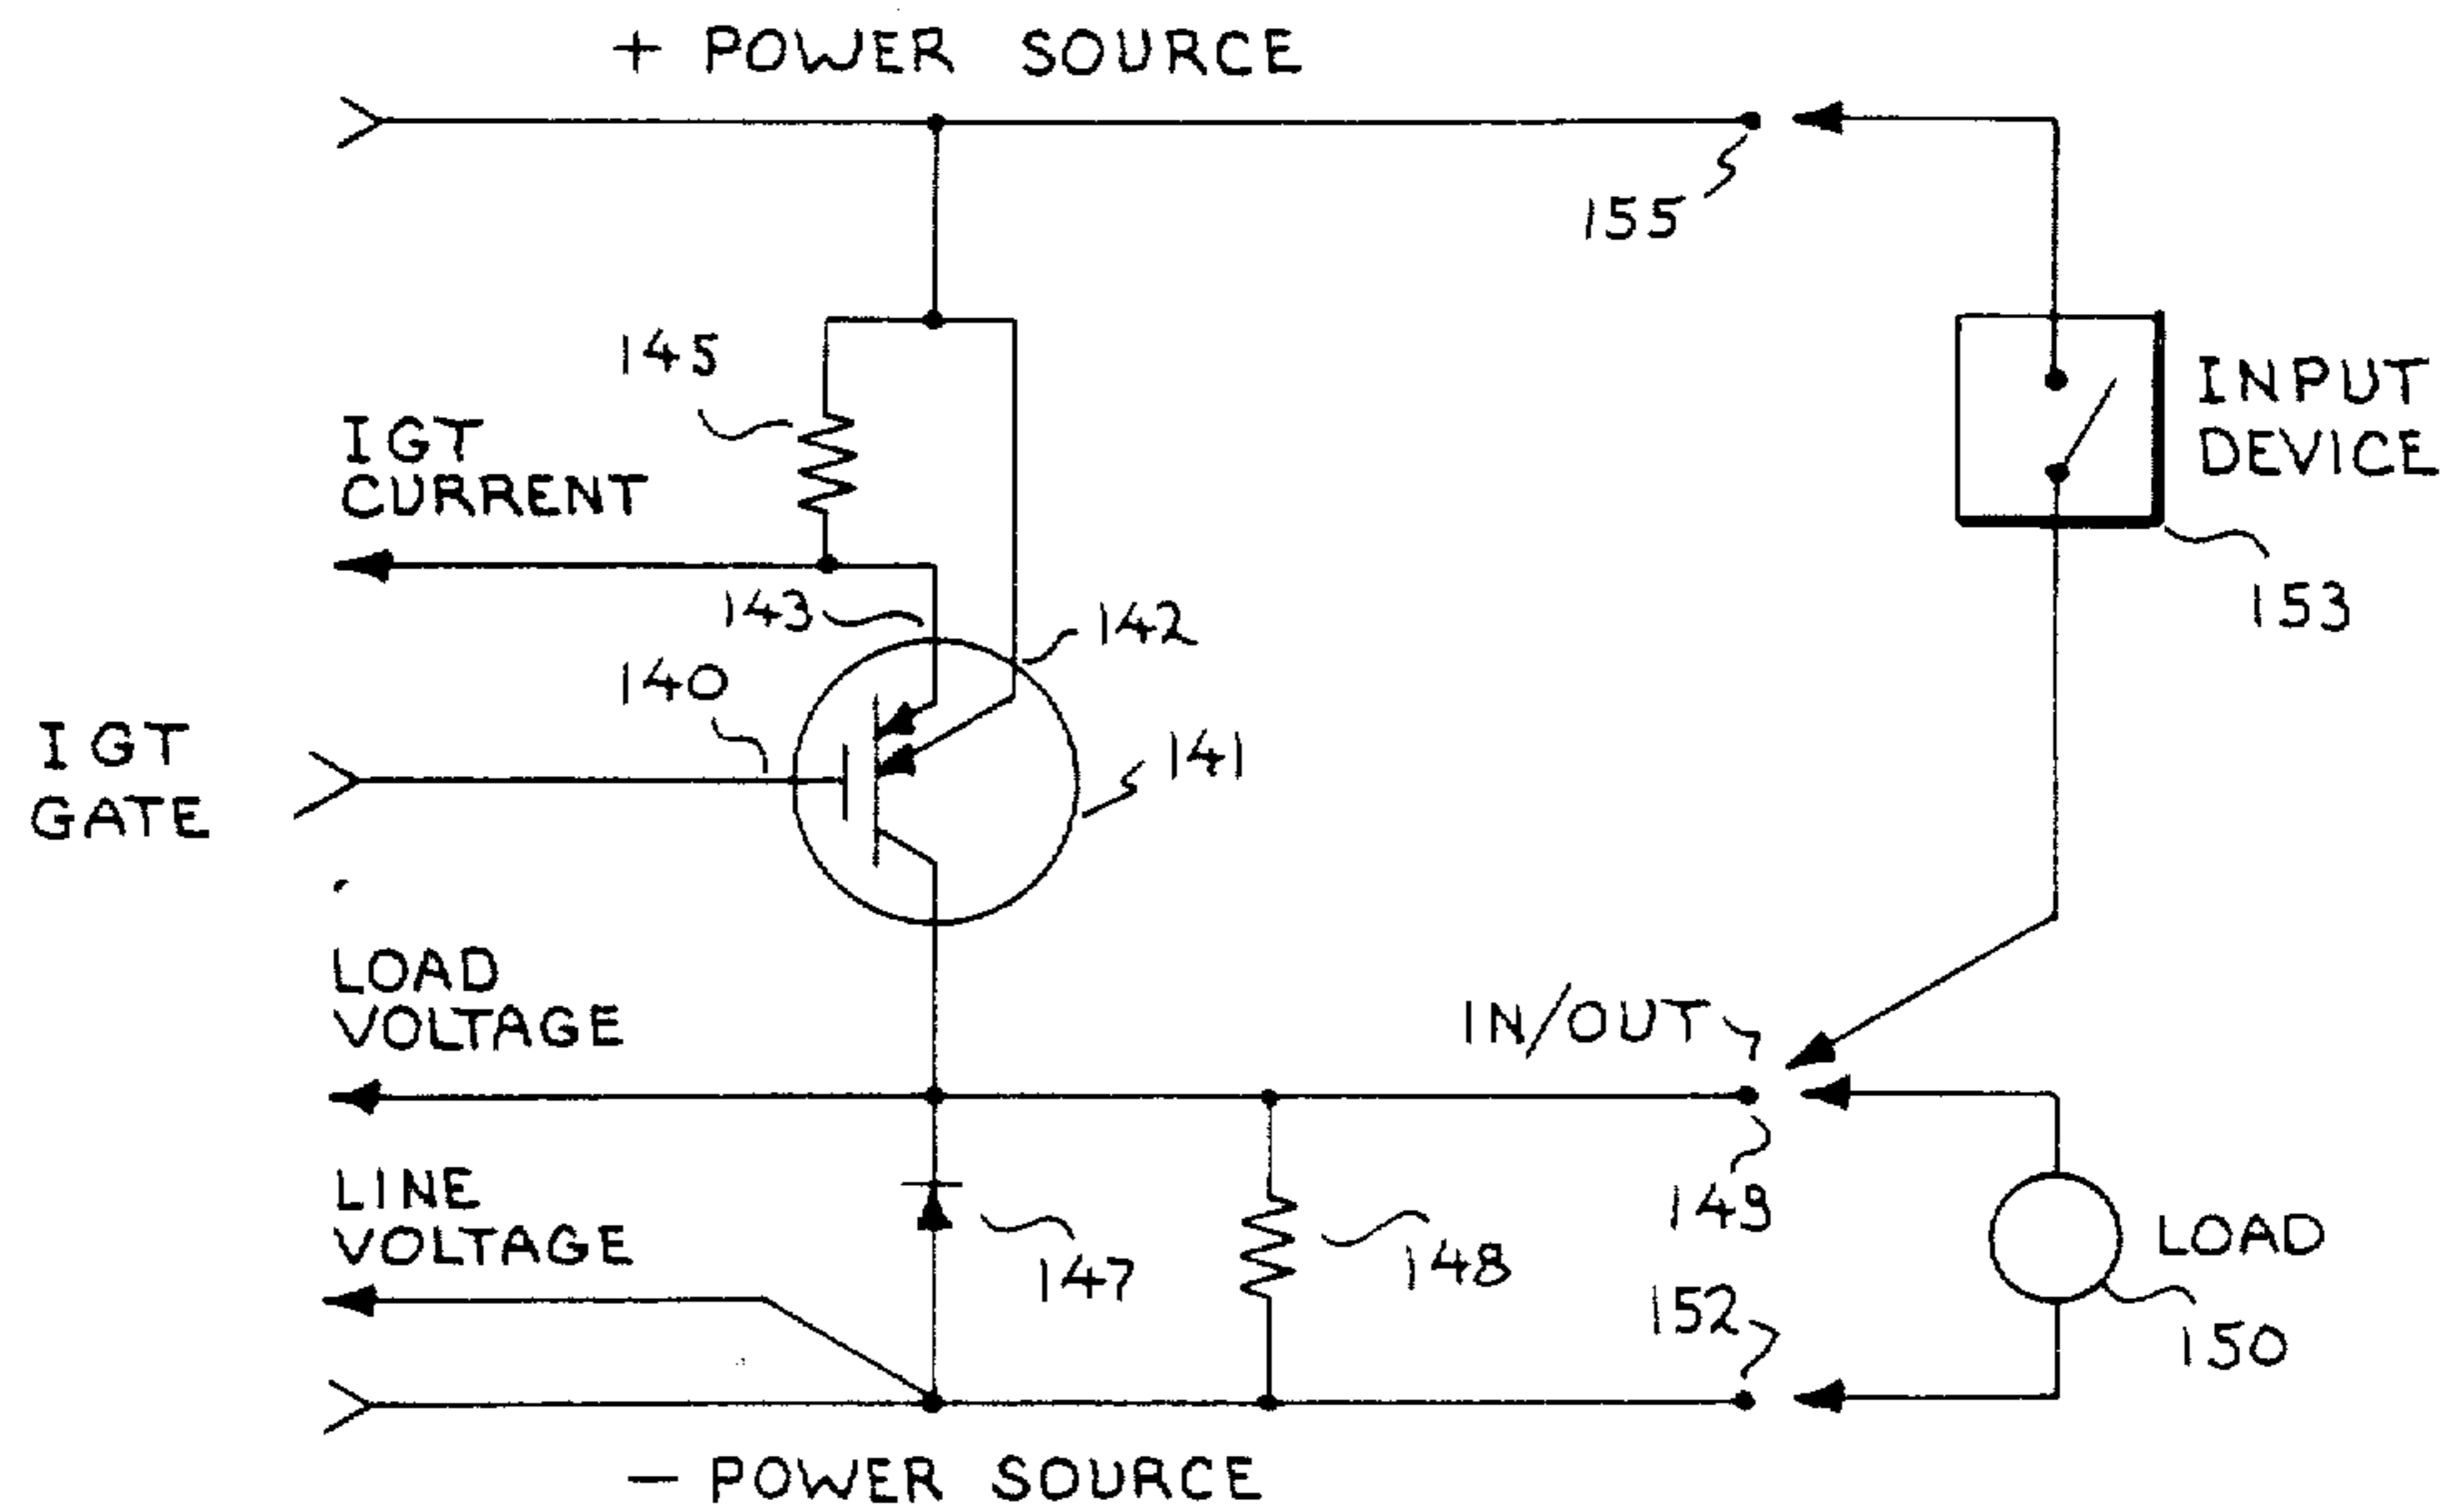 + POWER SOURCE
155
145
INPUT
DEVICE
IGT
CURRENT
153
143
142
140
IGT
GATE
141
LOAD
VOLTAGE
IN/OUT
149
LINE
VOLTAGE
147
148
LOAD
152
150
— POWER SOURCE